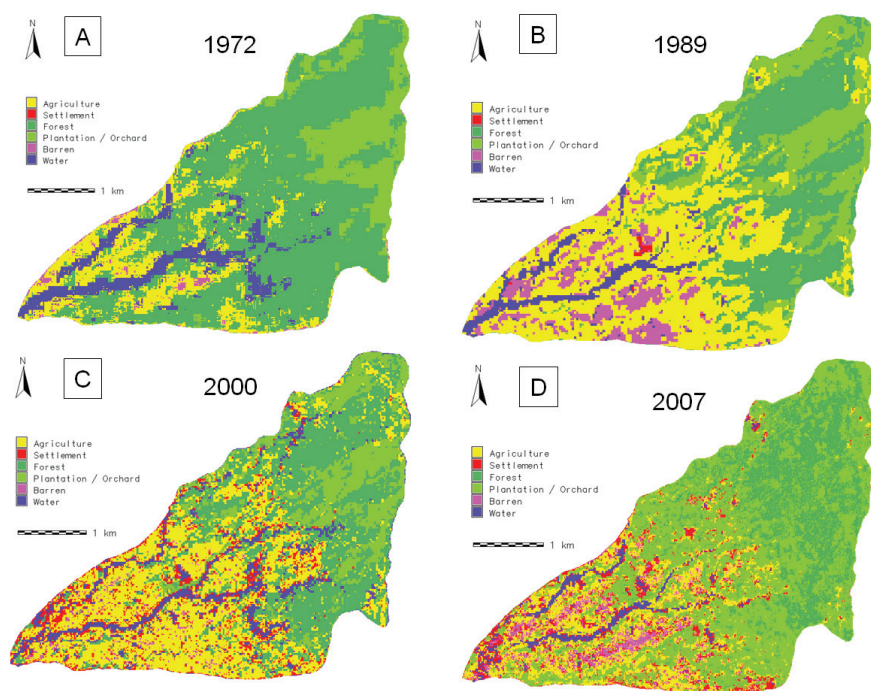 N
A
1972
Agriculture
Settlement
Forest
Plantation / Orchard
Barren
Water
1 km
N
B
1989
Agriculture
Settlement
Forest
Plantation / Orchard
Barren
Water
1 km
N
C
2000
Agriculture
Settlement
Forest
Plantation / Orchard
Barren
Water
1 km
N
D
2007
Agriculture
Settlement
Forest
Plantation / Orchard
Barren
Water
1 km